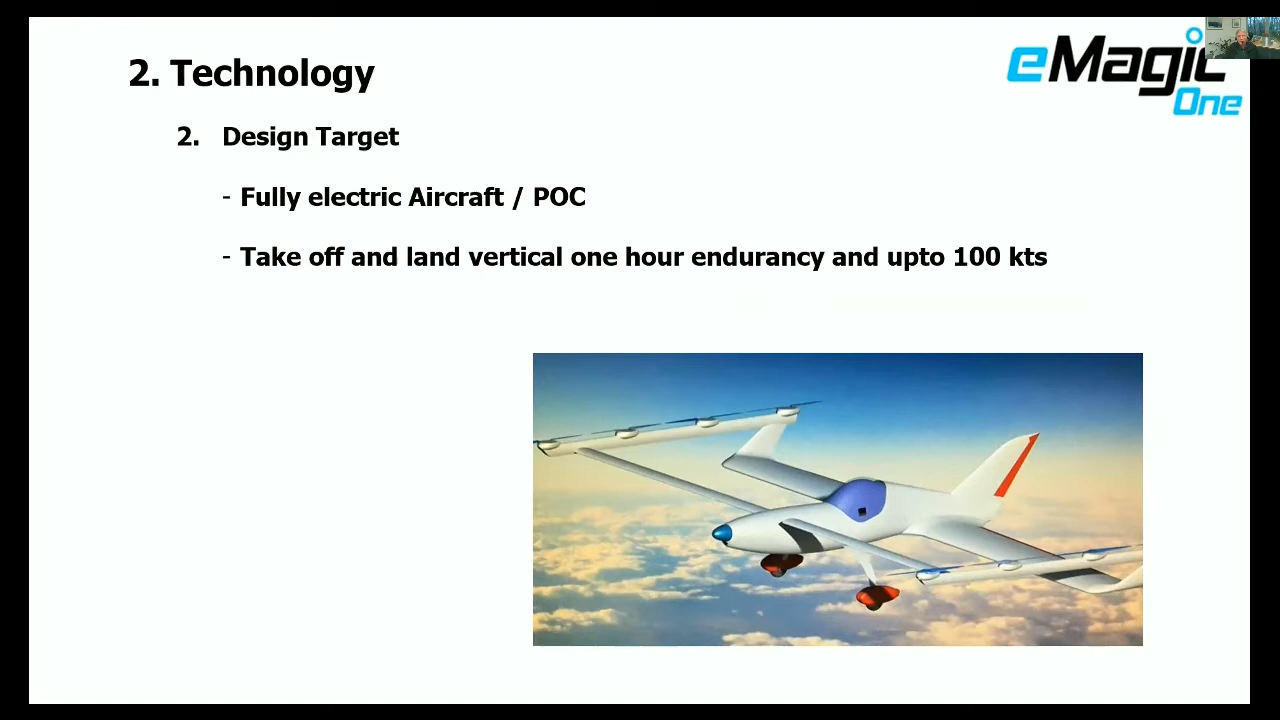 2. Technology
eMagic
One
2. Design Target
- Fully electric Aircraft / POC
- Take off and land vertical one hour endurancy and upto 100 kts